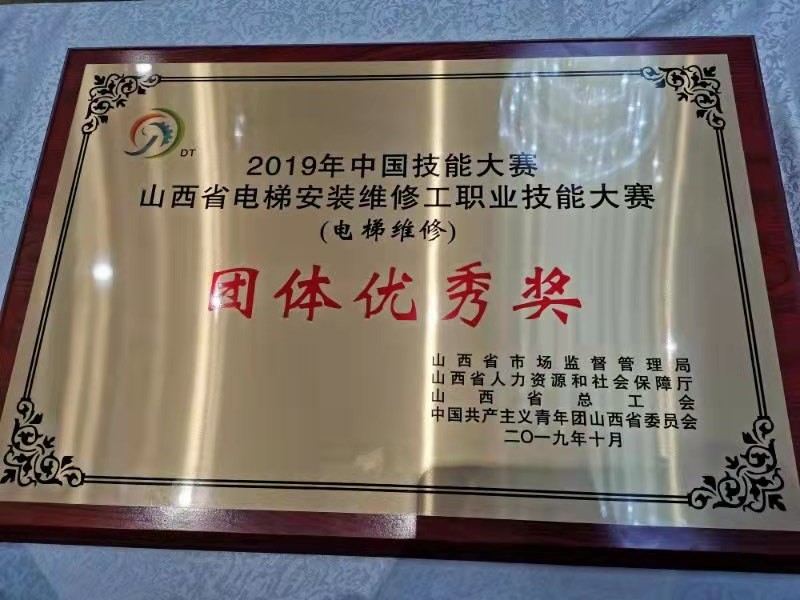 DT
2019年中国技能大赛
山西省电梯安装维修工职业技能大赛
(电梯维修)
团体优秀奖
山西省市场监督管理局
山西省人力资源和社会保障厅
山西省总工会
中国共产主义青年团山西省委员会
二〇一九年十月